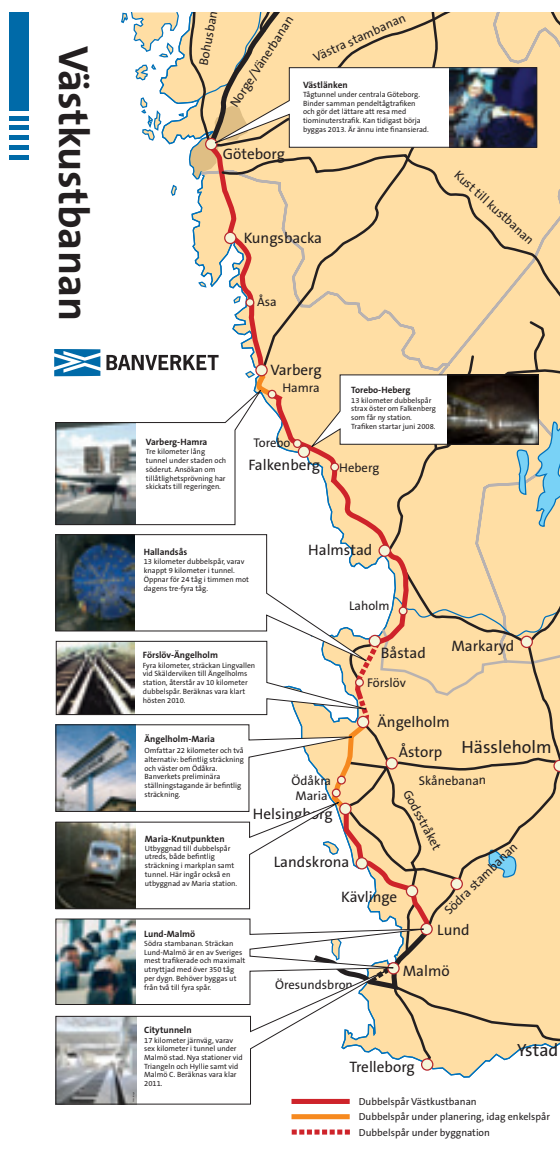 Västkustbanan
BANVERKET
Bohusban
Norge/Vänerbanan
Västra stambanan
Västlänken
Tågtunnel under centrala Göteborg.
Binder samman pendeltågtrafiken
och gör det lättare att resa med
tiominuterstrafik. Kan tidigast börja
byggas 2013. Är ännu inte finansierad.
Göteborg
Kust till kustbanan
Kungsbacka
Åsa
Varberg
Hamra
Torebo-Heberg
13 kilometer dubbelspår
strax öster om Falkenberg
som får ny station.
Trafiken startar juni 2008.
Varberg-Hamra
Tre kilometer lång
tunnel under staden och
söderut. Ansökan om
tillåtlighetsprövning har
skickats till regeringen.
Torebo
Falkenberg
Heberg
Halmstad
Hallandsås
13 kilometer dubbelspår, varav
knappt 9 kilometer i tunnel.
Öppnar för 24 tåg i timmen mot
dagens tre-fyra tåg.
Laholm
Båstad
Markaryd
Förslöv-Ängelholm
Fyra kilometer, sträckan Lingvallen
vid Skälderviken till Ängelholms
station, återstår av 10 kilometer
dubbelspår. Beräknas vara klart
hösten 2010.
Förslöv
Ängelholm
Ängelholm-Maria
Omfattar 22 kilometer och två
alternativ: befintlig sträckning
och väster om Ödåkra.
Banverkets preliminära
ställningstagande är befintlig
sträckning.
Åstorp
Hässleholm
Ödåkra
Maria
Skånebanan
Helsingborg
Godsstråket
Maria-Knutpunkten
Utbyggnad till dubbelspår
utreds, både befintlig
sträckning i markplan samt
tunnel. Här ingår också en
utbyggnad av Maria station.
Landskrona
Kävlinge
Södra stambanan
Lund-Malmö
Södra stambanan. Sträckan
Lund-Malmö är en av Sveriges
mest trafikerade och maximalt
utnyttjad med över 350 tåg
per dygn. Behöver byggas ut
från två till fyra spår.
Lund
Malmö
Öresundsbron
Citytunneln
17 kilometer järnväg, varav
sex kilometer i tunnel under
Malmö stad. Nya stationer vid
Triangeln och Hyllie samt vid
Malmö C. Beräknas vara klar
2011.
Ystad
Trelleborg
Dubbelspår Västkustbanan
Dubbelspår under planering, idag enkelspår
Dubbelspår under byggnation